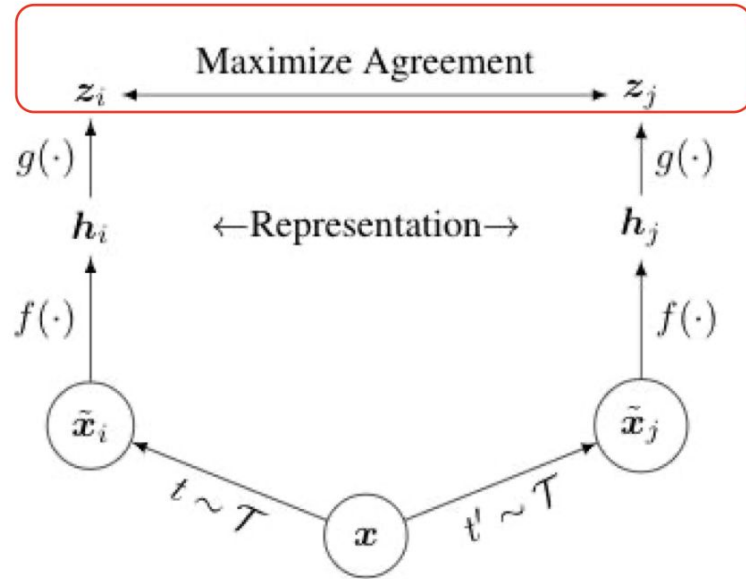 Maximize Agreement
z_i z_j
g(·) g(·)
h_i ←Representation→ h_j
f(·) f(·)
x̃_i x̃_j
t ∼ 𝒯 t′ ∼ 𝒯
x